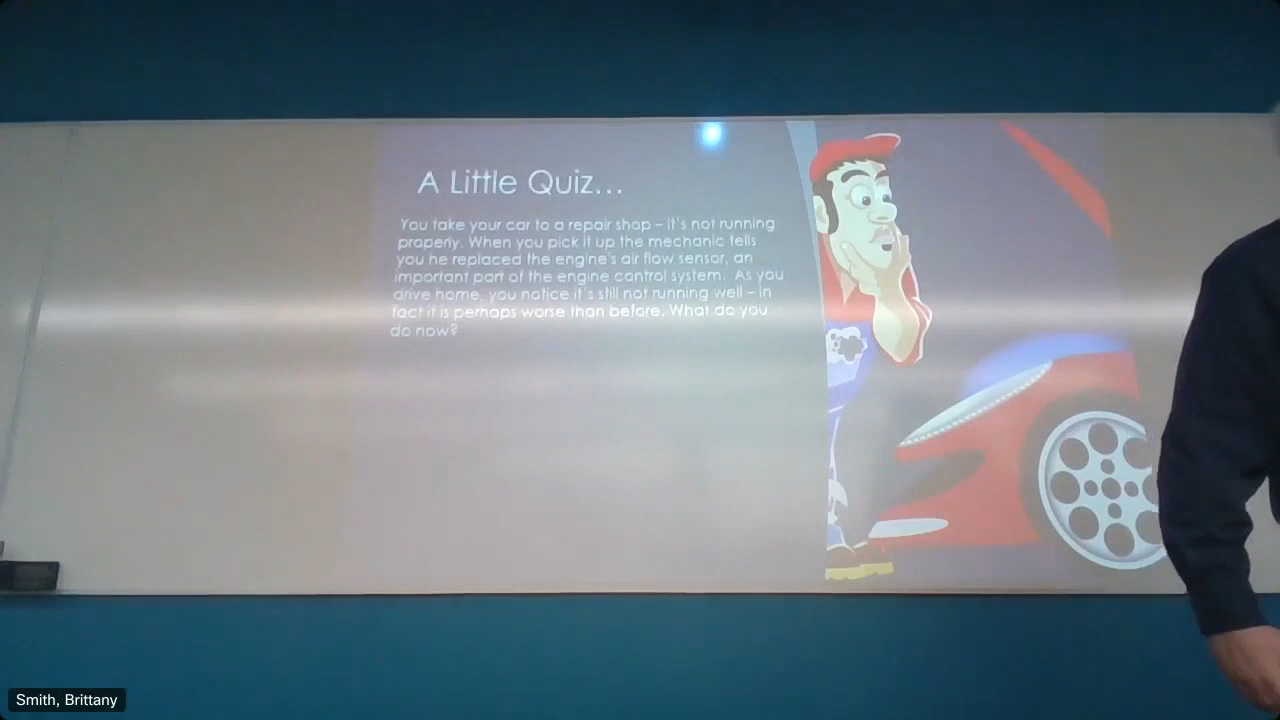 A Little Quiz...
You take your car to a repair shop – it's not running
properly. When you pick it up the mechanic tells
you he replaced the engine's air flow sensor, an
important part of the engine control system. As you
drive home, you notice it's still not running well – in
fact it is perhaps worse than before. What do you
do now?
Smith, Brittany